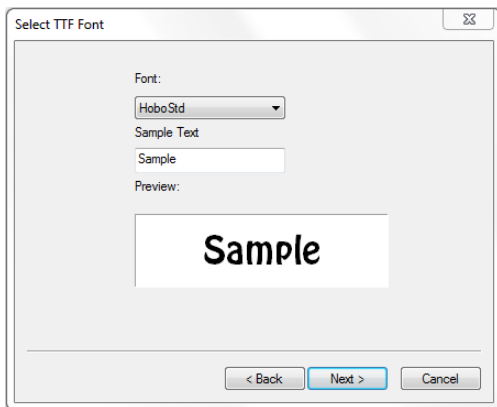 Select TTF Font
Font:
HoboStd
Sample Text
Sample
Preview:
Sample
< Back Next > Cancel